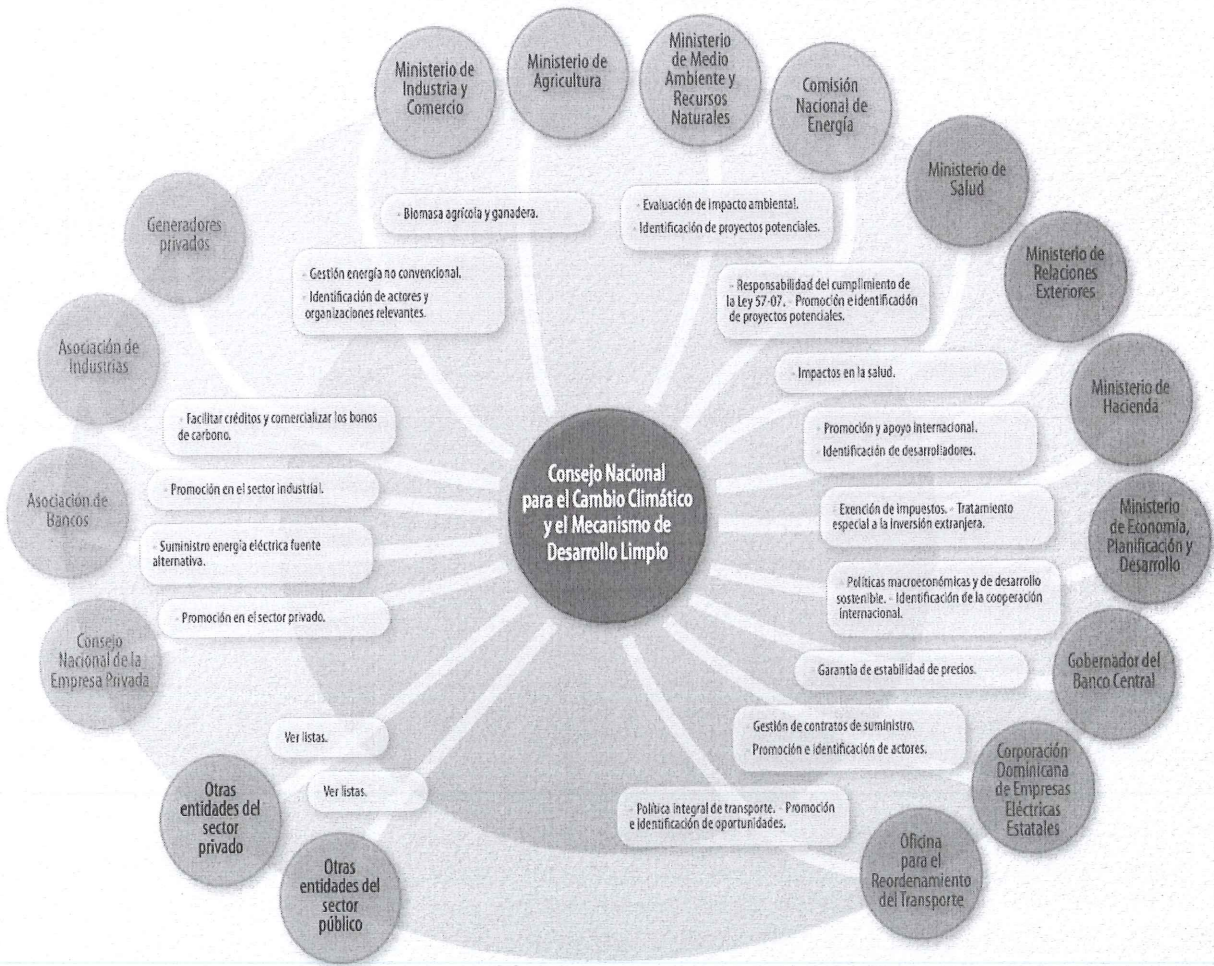 Ministerio de
Industria y
Comercio
Ministerio de
Agricultura
Ministerio
de Medio
Ambiente y
Recursos
Naturales
Comisión
Nacional de
Energía
Ministerio de
Salud
Ministerio de
Relaciones
Exteriores
Ministerio de
Hacienda
Ministerio
de Economía,
Planificación y
Desarrollo
Gobernador del
Banco Central
Corporación
Dominicana
de Empresas
Eléctricas
Estatales
Oficina
para el
Reordenamiento
del Transporte
Otras
entidades del
sector
público
Otras
entidades del
sector
privado
Consejo
Nacional de la
Empresa Privada
Asociación de
Bancos
Asociación de
Industrias
Generadores
privados
Consejo Nacional
para el Cambio Climático
y el Mecanismo de
Desarrollo Limpio
- Biomasa agrícola y ganadera.
- Evaluación de impacto ambiental.
- Identificación de proyectos potenciales.
- Gestión energía no convencional.
- Identificación de actores y
organizaciones relevantes.
- Responsabilidad del cumplimiento de
la Ley 57-07. - Promoción e identificación
de proyectos potenciales.
- Impactos en la salud.
- Facilitar créditos y comercializar los bonos
de carbono.
- Promoción y apoyo internacional.
- Identificación de desarrolladores.
- Promoción en el sector industrial.
- Exención de impuestos. - Tratamiento
especial a la inversión extranjera.
- Suministro energía eléctrica fuente
alternativa.
- Políticas macroeconómicas y de desarrollo
sostenible. - Identificación de la cooperación
internacional.
- Promoción en el sector privado.
Garantía de estabilidad de precios.
- Gestión de contratos de suministro.
- Promoción e identificación de actores.
Ver listas.
Ver listas.
- Política integral de transporte. - Promoción
e identificación de oportunidades.